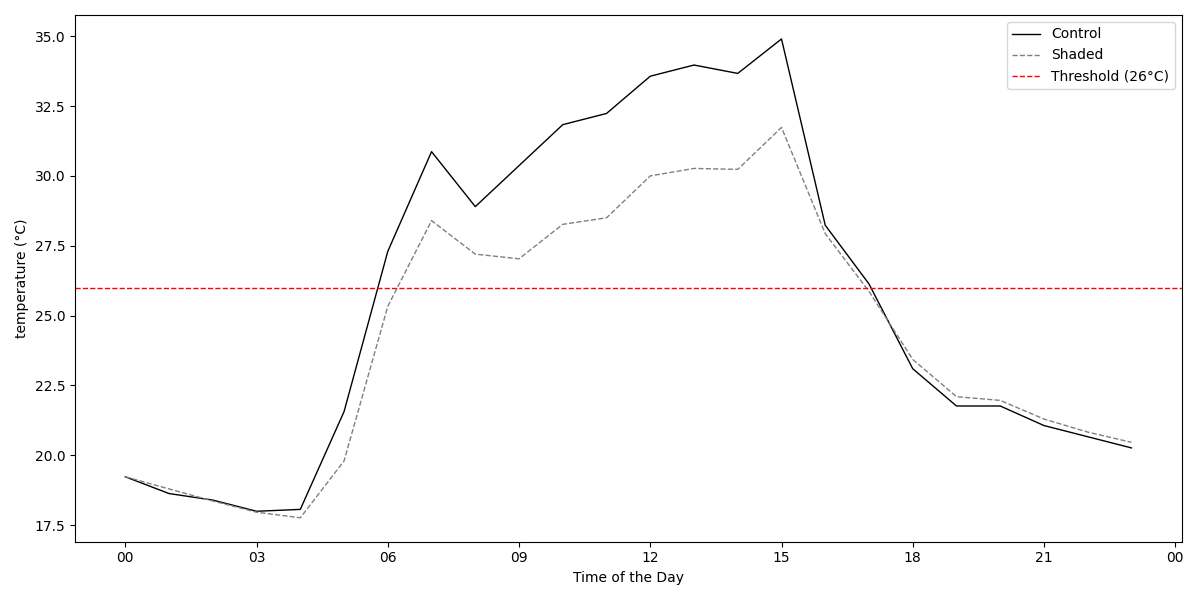 Control
Shaded
Threshold (26°C)
temperature (°C)
35.0
32.5
30.0
27.5
25.0
22.5
20.0
17.5
00 03 06 09 12 15 18 21 00
Time of the Day